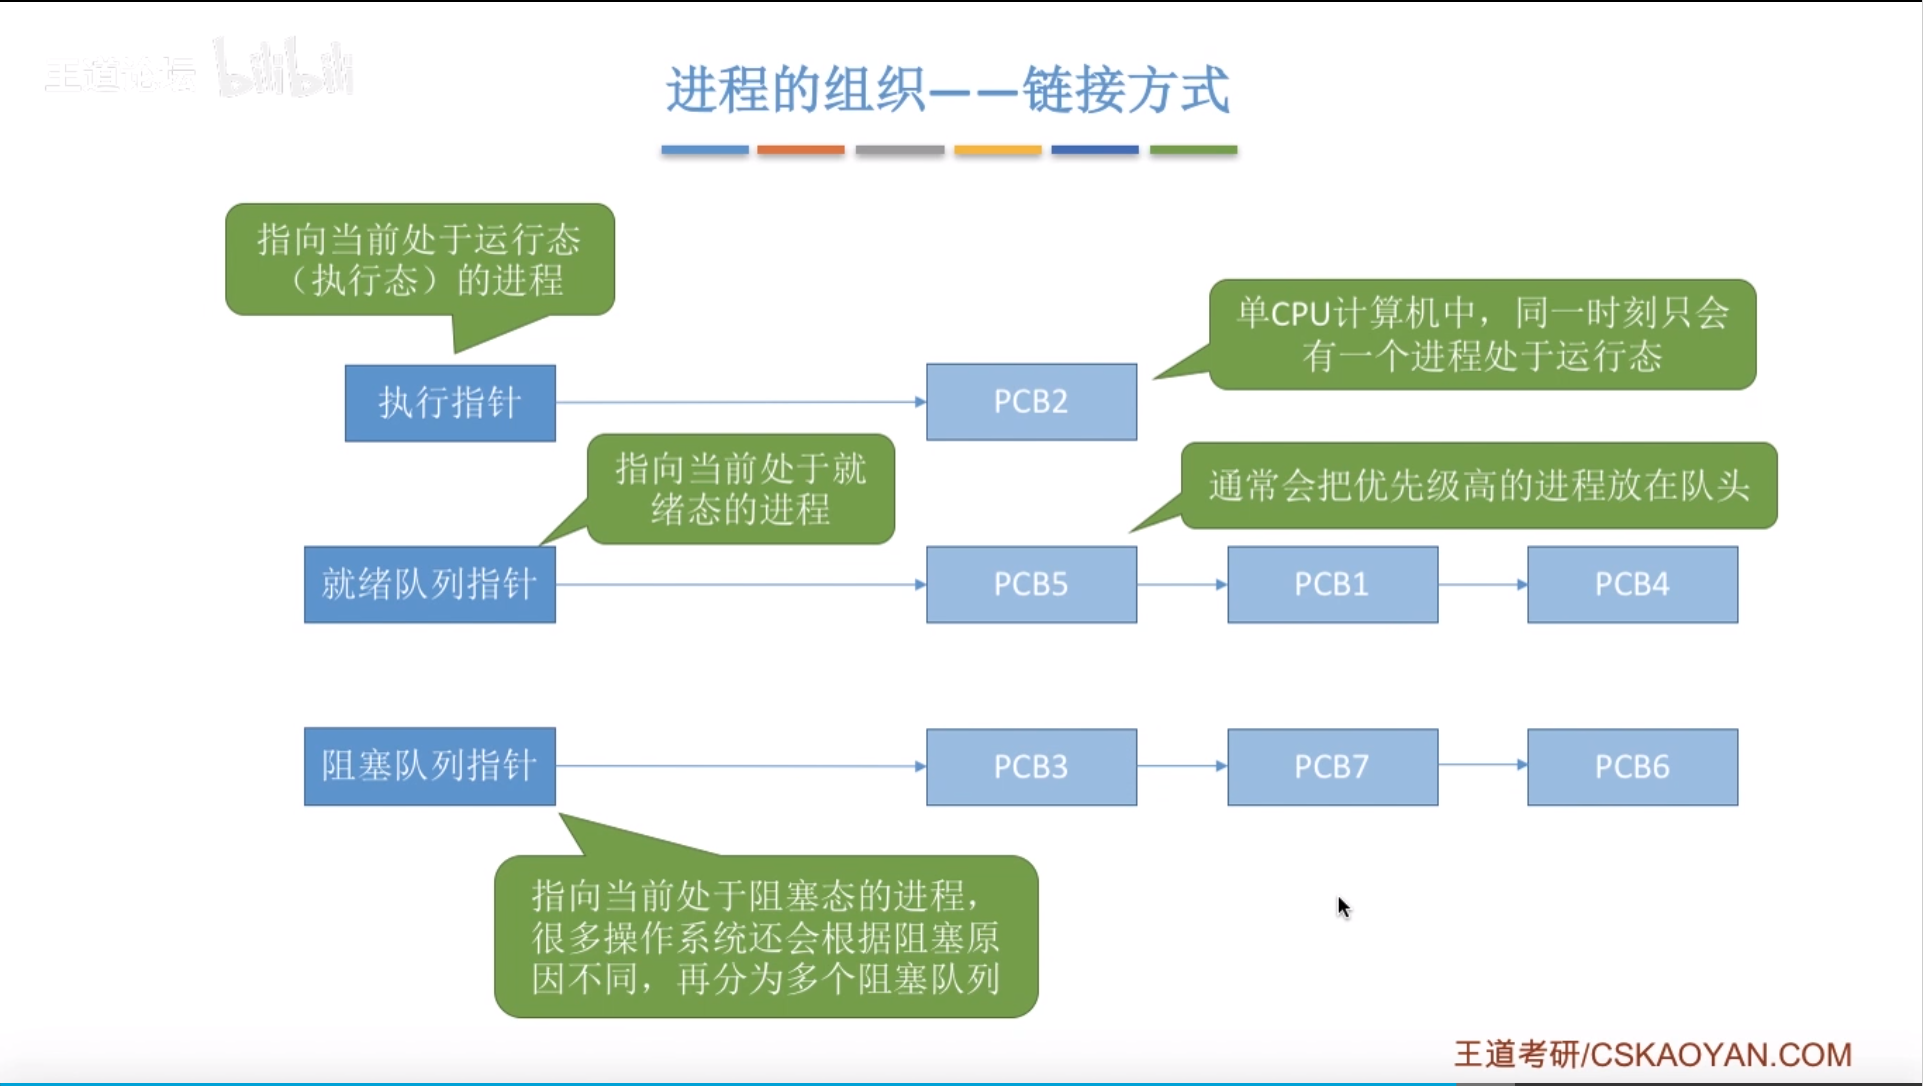 王道论坛 bilibili
进程的组织——链接方式
指向当前处于运行态
（执行态）的进程
单CPU计算机中，同一时刻只会
有一个进程处于运行态
执行指针
PCB2
指向当前处于就
绪态的进程
通常会把优先级高的进程放在队头
就绪队列指针
PCB5
PCB1
PCB4
阻塞队列指针
PCB3
PCB7
PCB6
指向当前处于阻塞态的进程，
很多操作系统还会根据阻塞原
因不同，再分为多个阻塞队列
王道考研/CSKAOYAN.COM